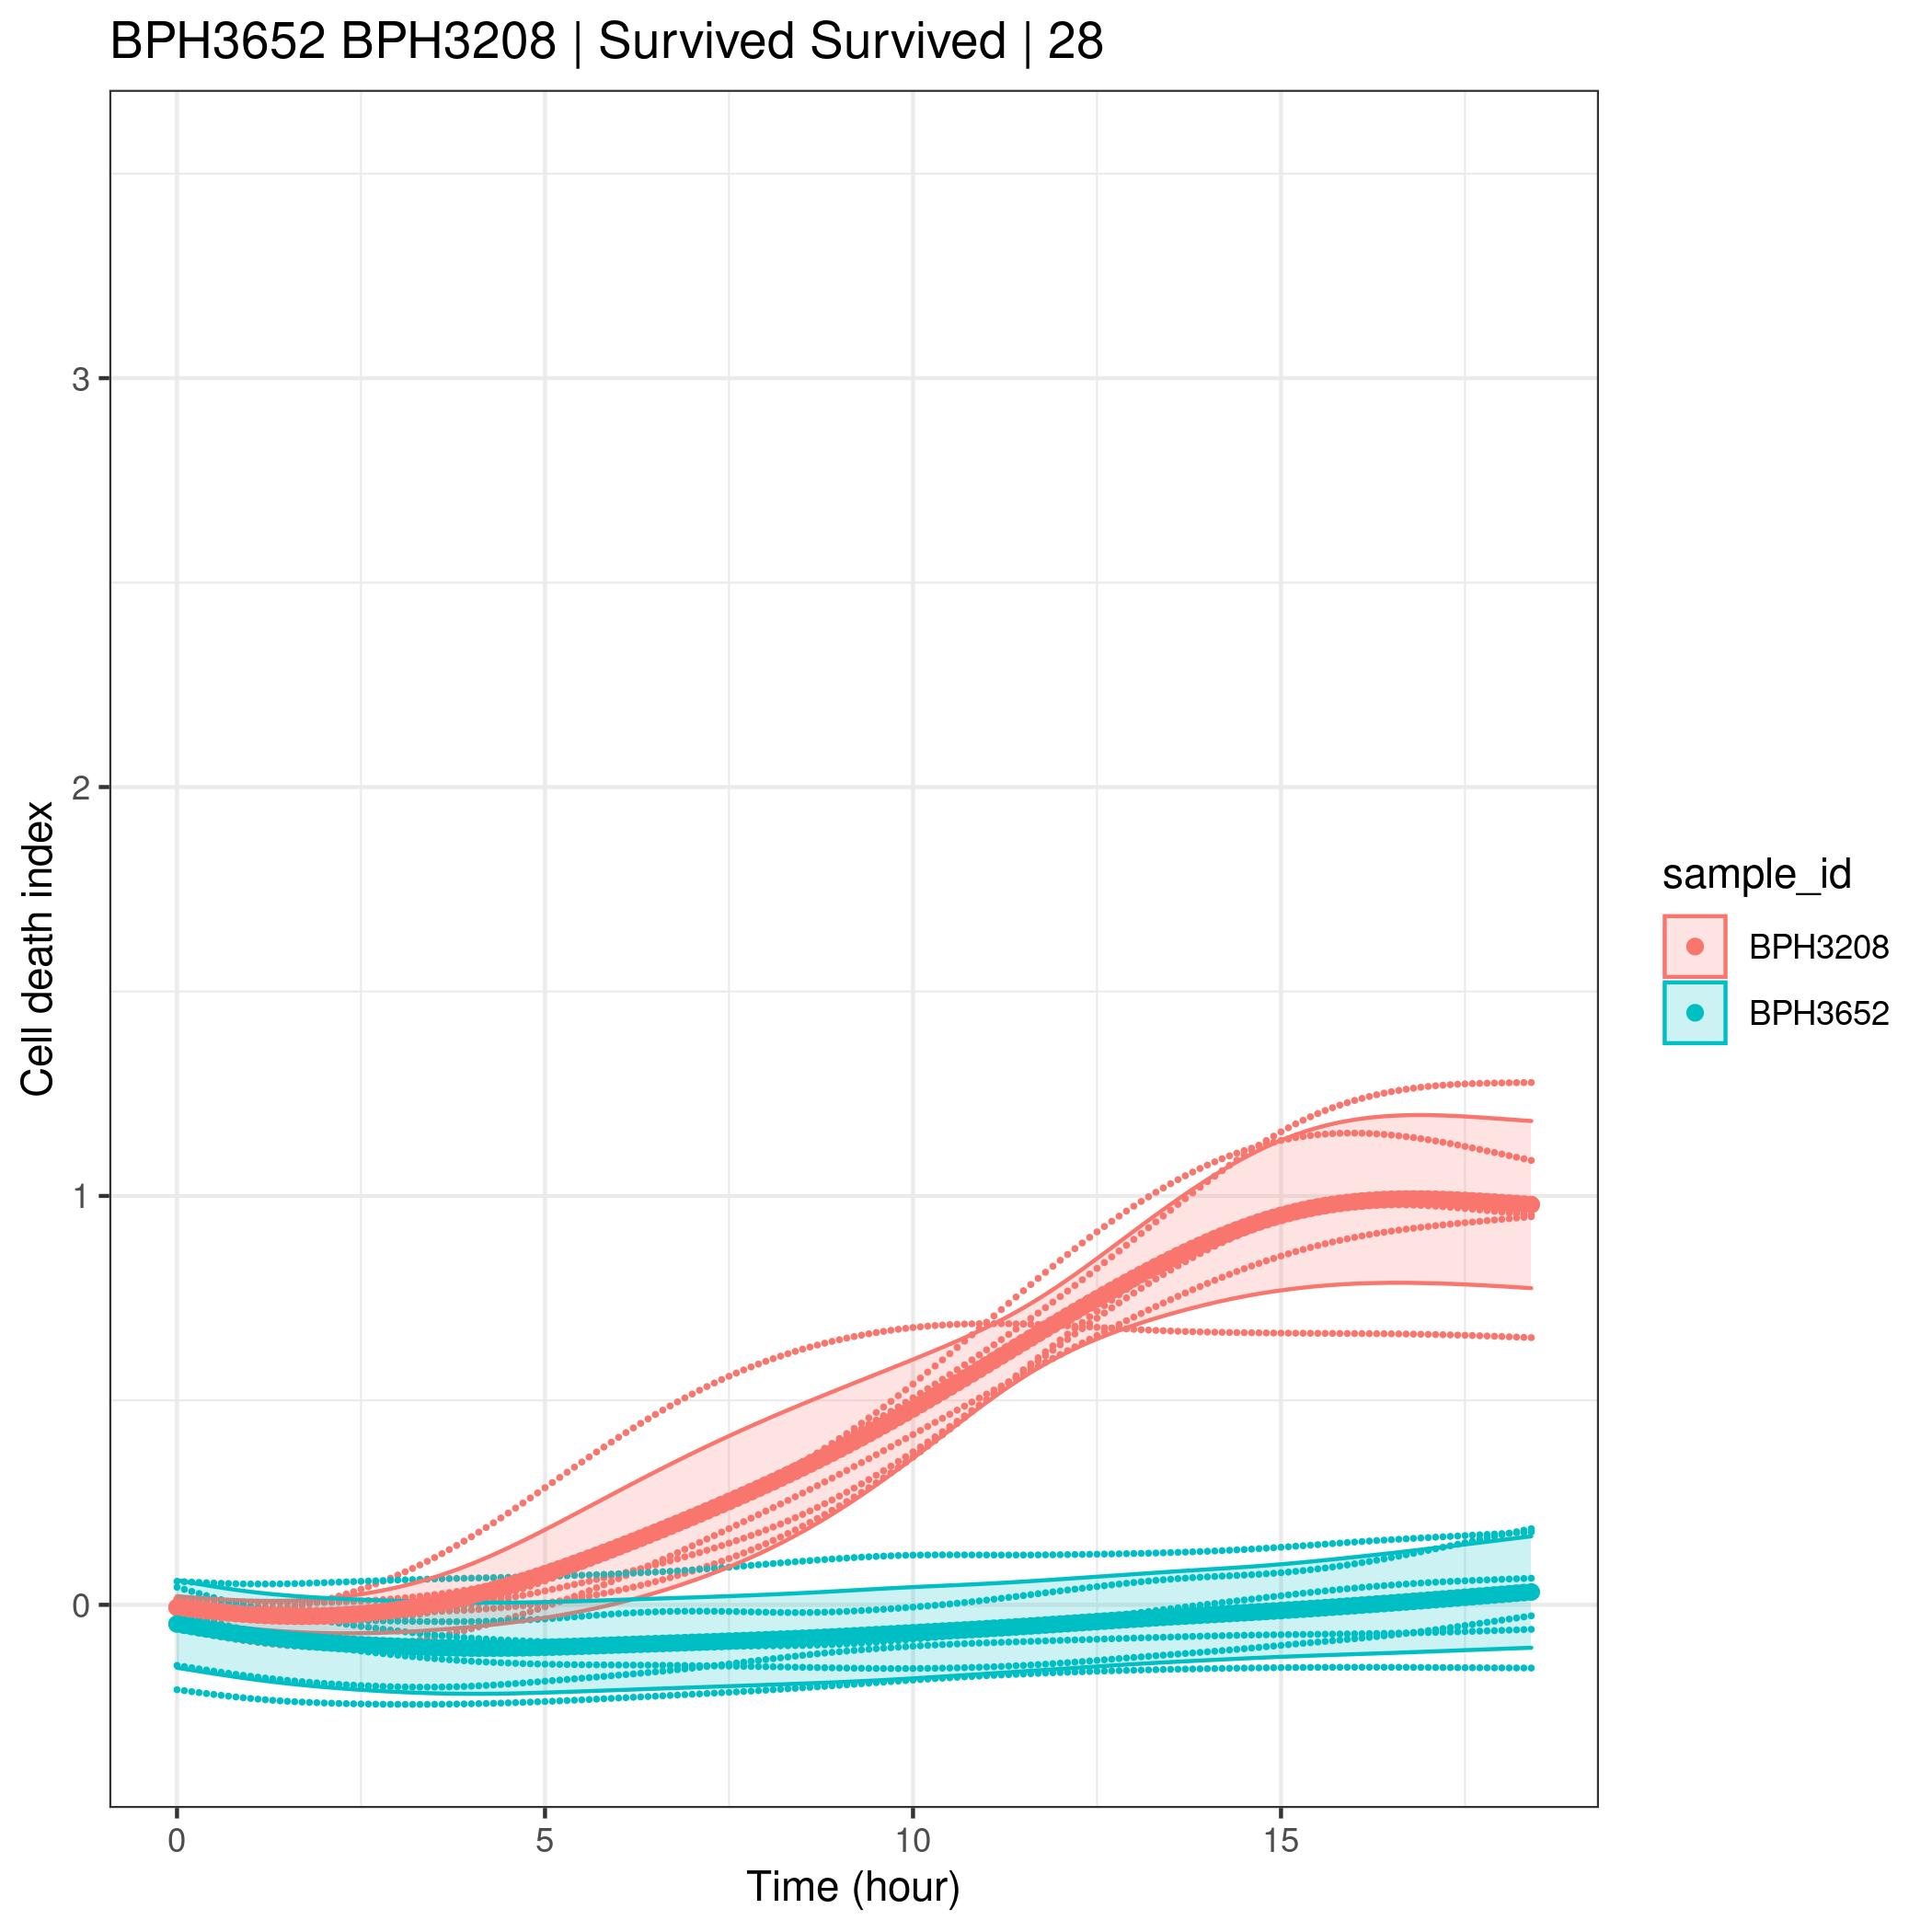 BPH3652 BPH3208 | Survived Survived | 28
3
2
1
0
Cell death index
0 5 10 15
Time (hour)
sample_id
BPH3208
BPH3652